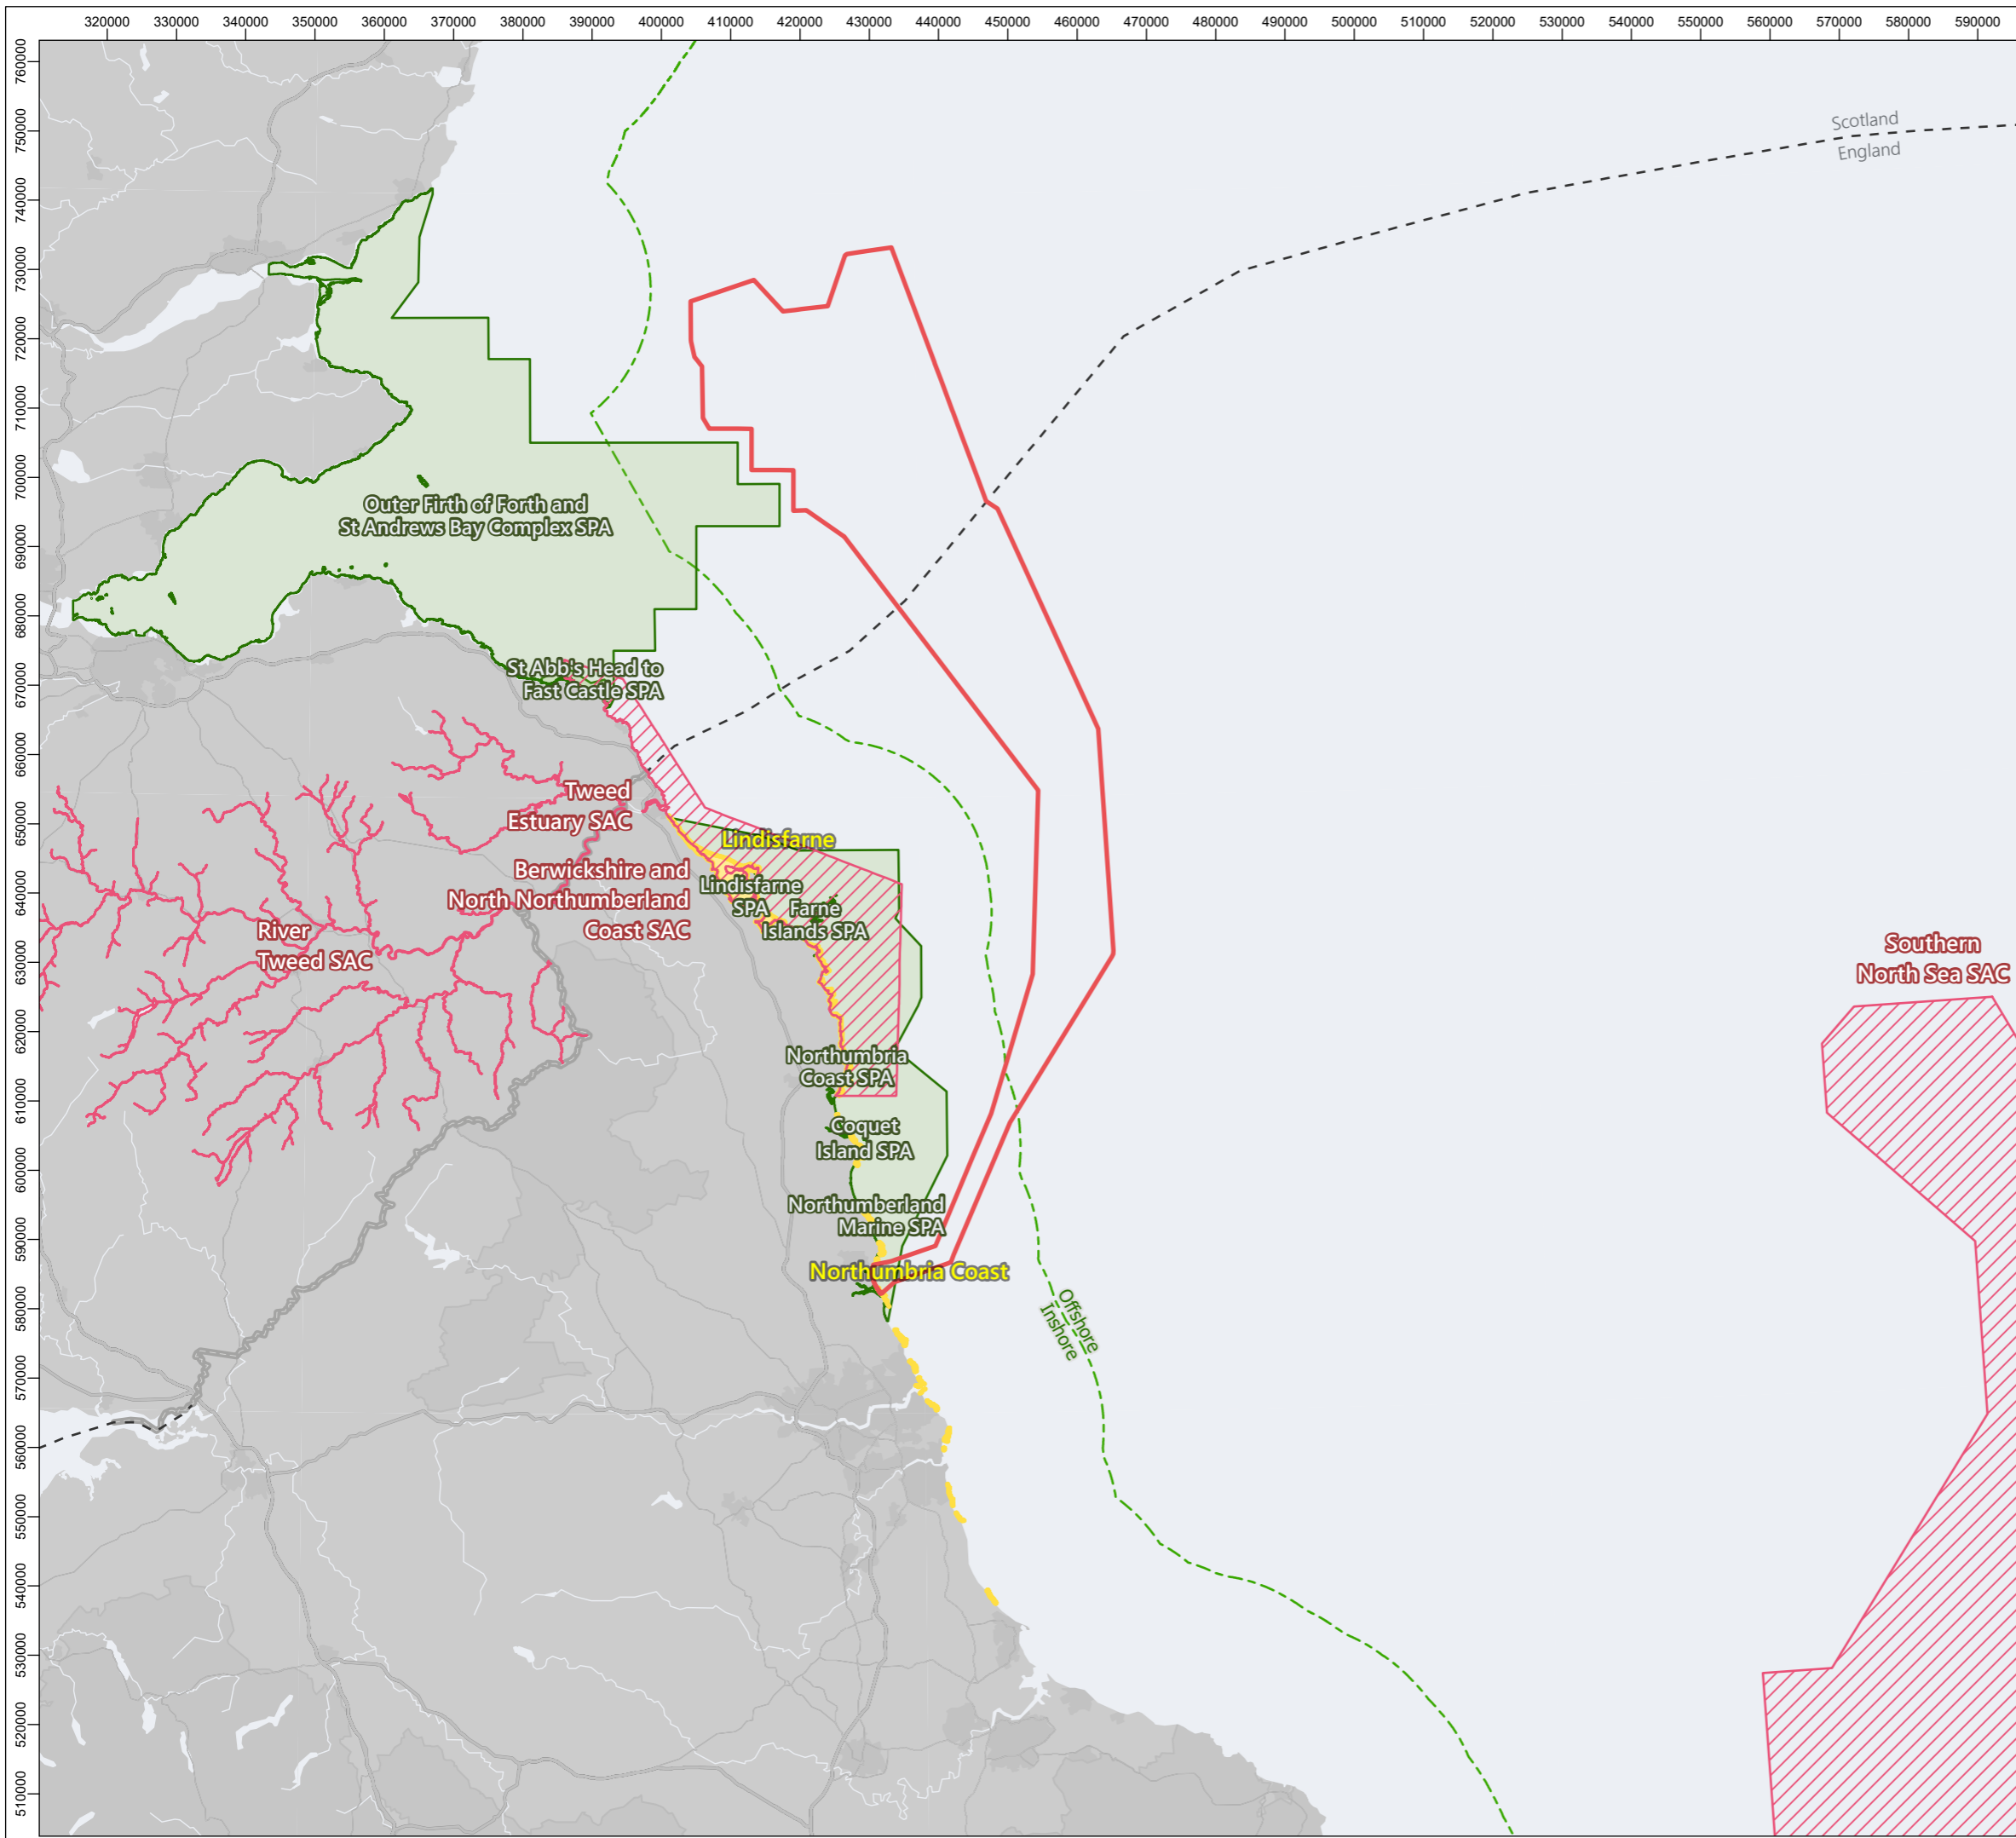 320000 330000 340000 350000 360000 370000 380000 390000 400000 410000 420000 430000 440000 450000 460000 470000 480000 490000 500000 510000 520000 530000 540000 550000 560000 570000 580000 590000
760000
750000
740000
730000
720000
710000
700000
690000
680000
670000
660000
650000
640000
630000
620000
610000
600000
590000
580000
570000
560000
550000
540000
530000
520000
510000
Scotland
England
Outer Firth of Forth and
St Andrews Bay Complex SPA
St Abb's Head to
Fast Castle SPA
Tweed
Estuary SAC
Lindisfarne
Berwickshire and
North Northumberland
Coast SAC
Lindisfarne
SPA
Farne
Islands SPA
River
Tweed SAC
Southern
North Sea SAC
Northumbria
Coast SPA
Coquet
Island SPA
Northumberland
Marine SPA
Northumbria Coast
Offshore
Inshore